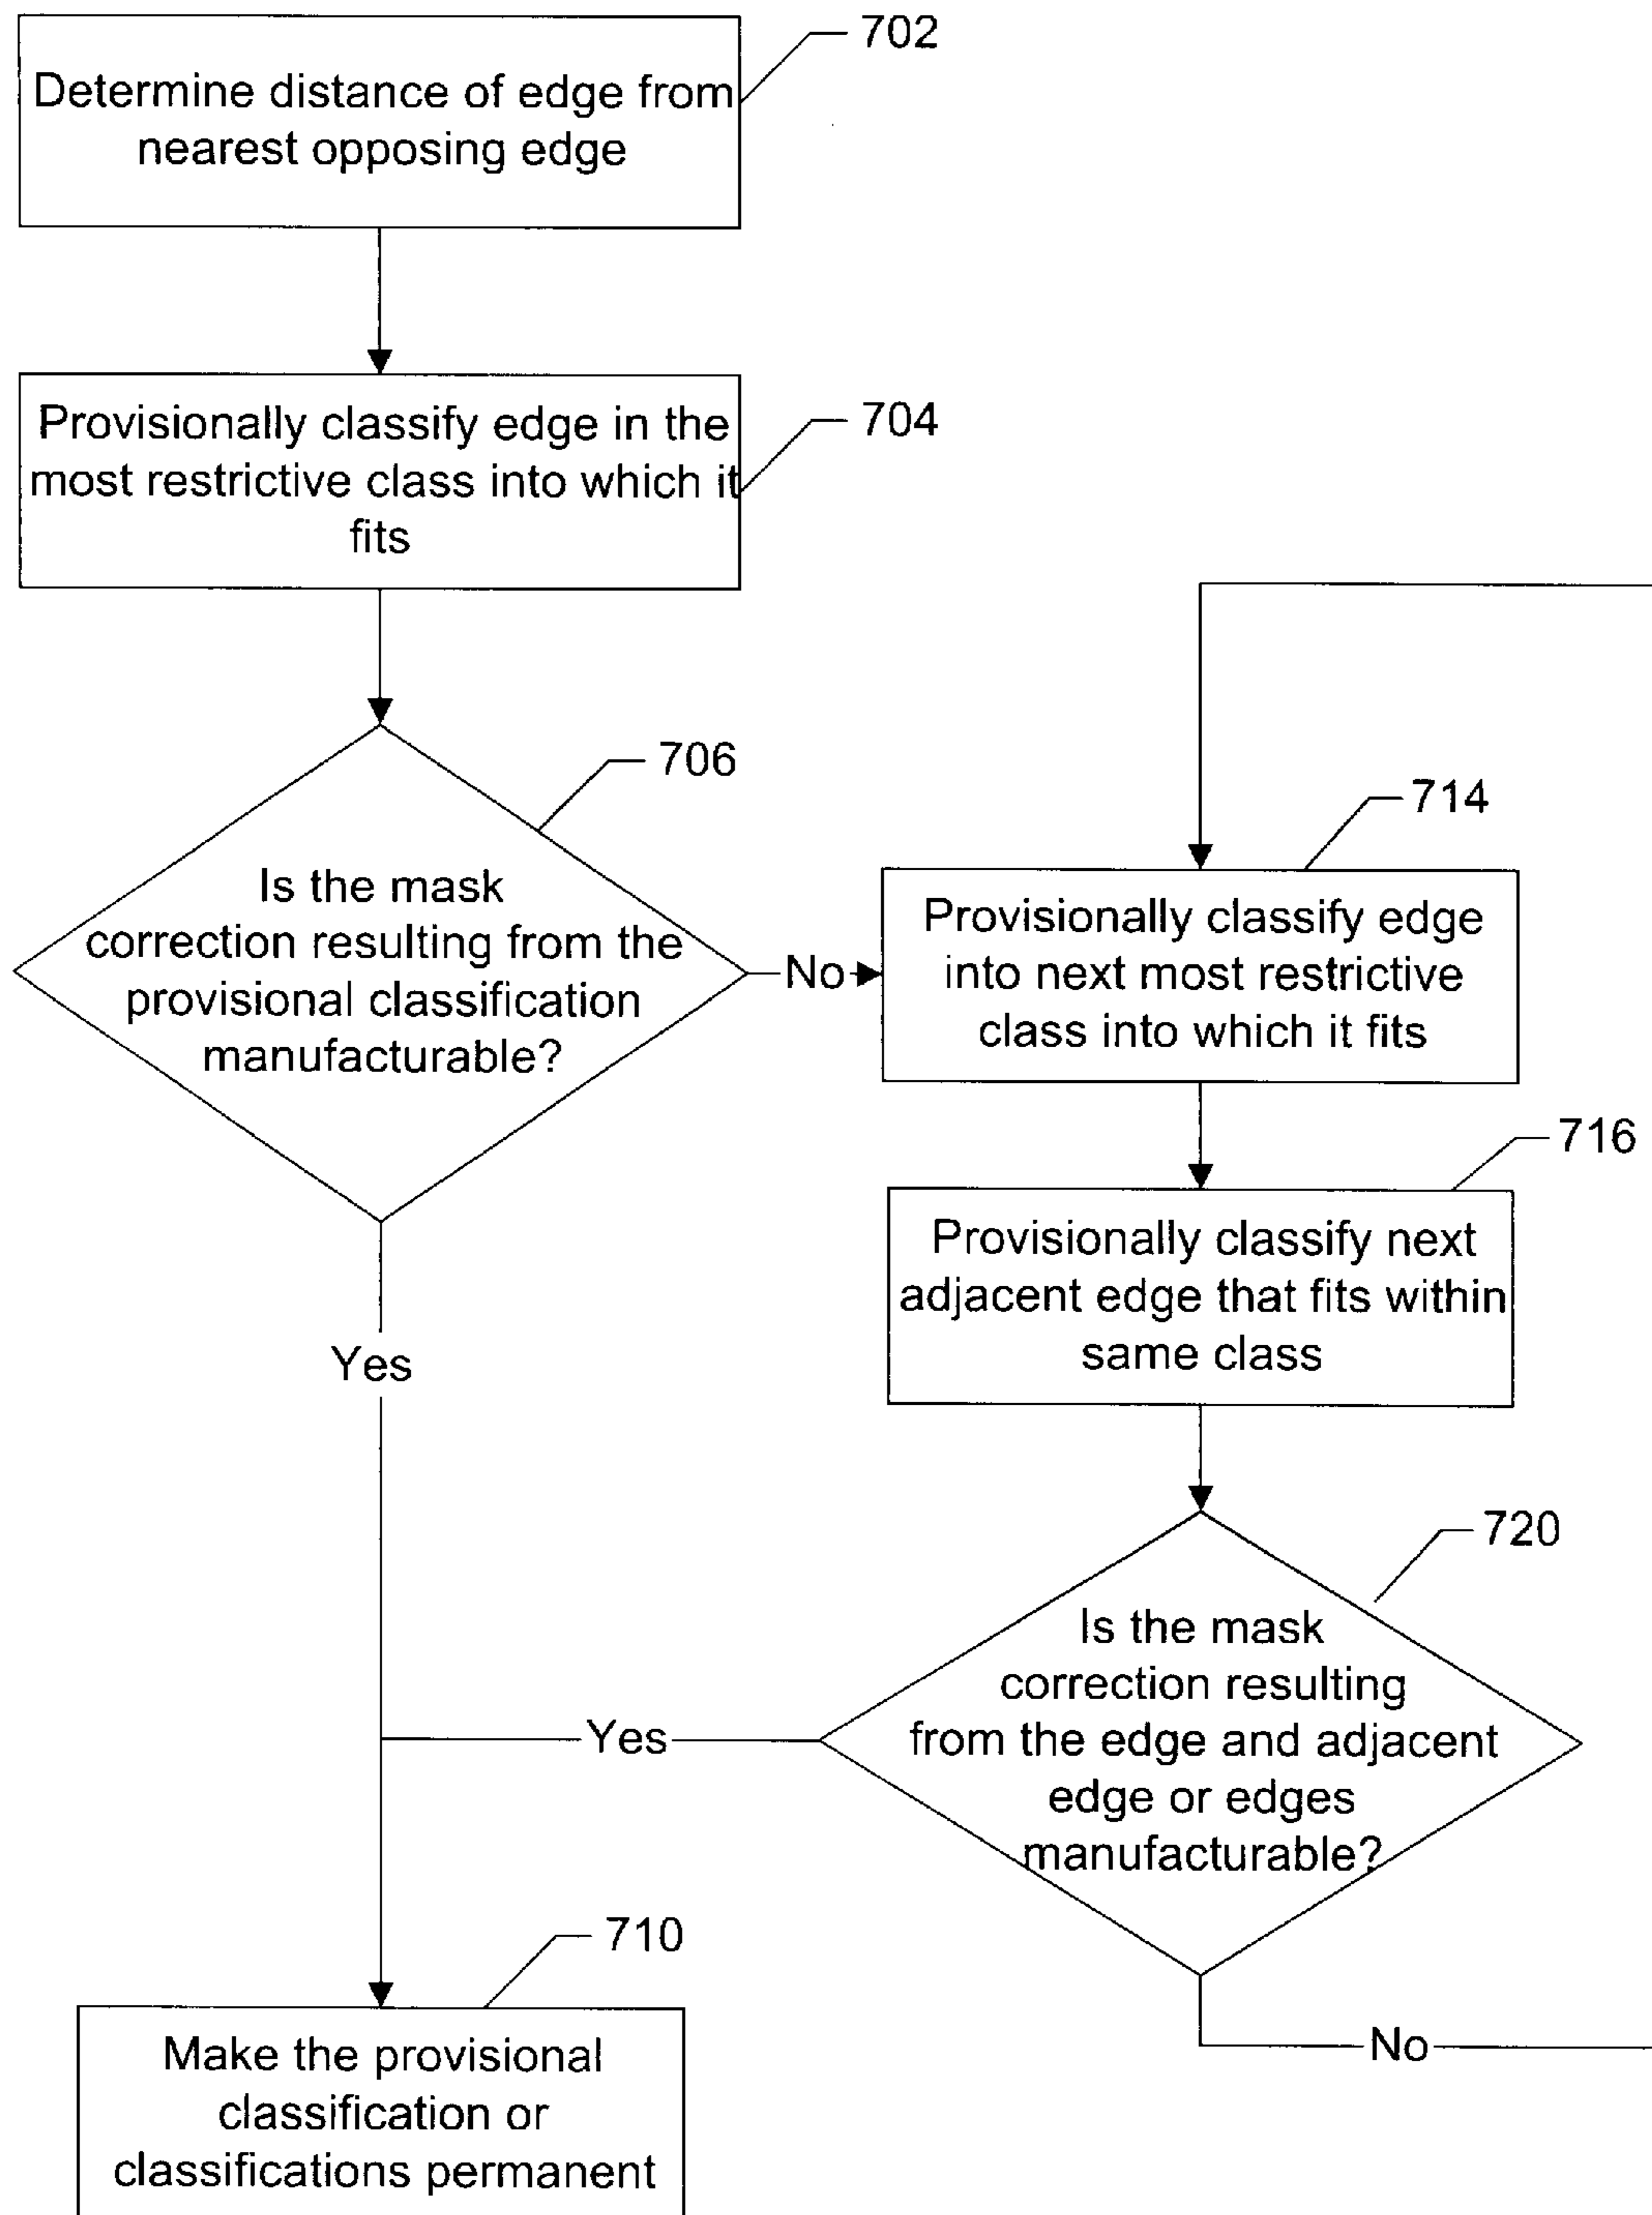 702
Determine distance of edge from
nearest opposing edge
Provisionally classify edge in the
most restrictive class into which it
fits
704
706
Is the mask
correction resulting from the
provisional classification
manufacturable?
No
714
Provisionally classify edge
into next most restrictive
class into which it fits
716
Provisionally classify next
adjacent edge that fits within
same class
Yes
720
Is the mask
correction resulting
from the edge and adjacent
edge or edges
manufacturable?
Yes
No
710
Make the provisional
classification or
classifications permanent